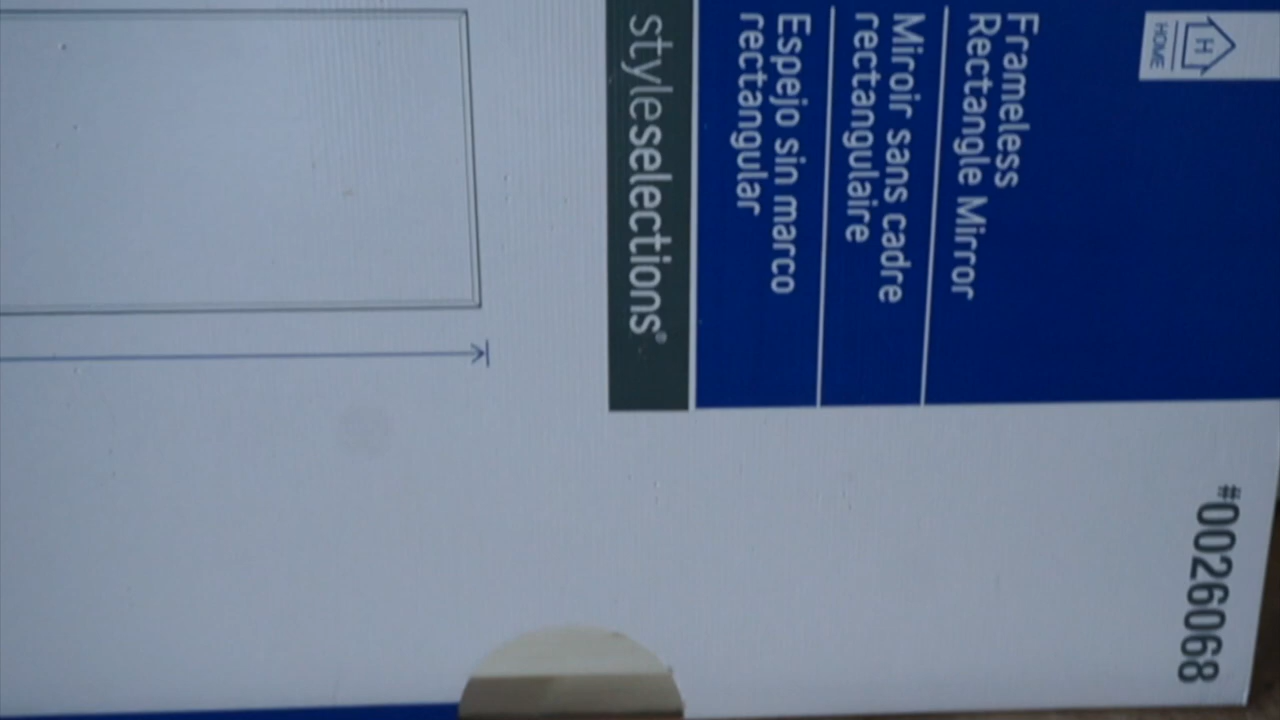 H
HOME
Frameless
Rectangle Mirror
Miroir sans cadre
rectangulaire
Espejo sin marco
rectangular
styleselections®
#0026068